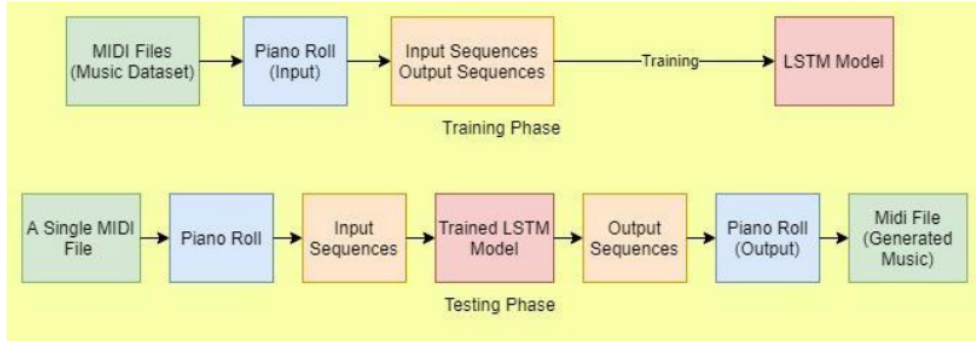 MIDI Files
(Music Dataset)
Piano Roll
(Input)
Input Sequences
Output Sequences
Training
LSTM Model
Training Phase
A Single MIDI
File
Piano Roll
Input
Sequences
Trained LSTM
Model
Output
Sequences
Piano Roll
(Output)
Midi File
(Generated
Music)
Testing Phase